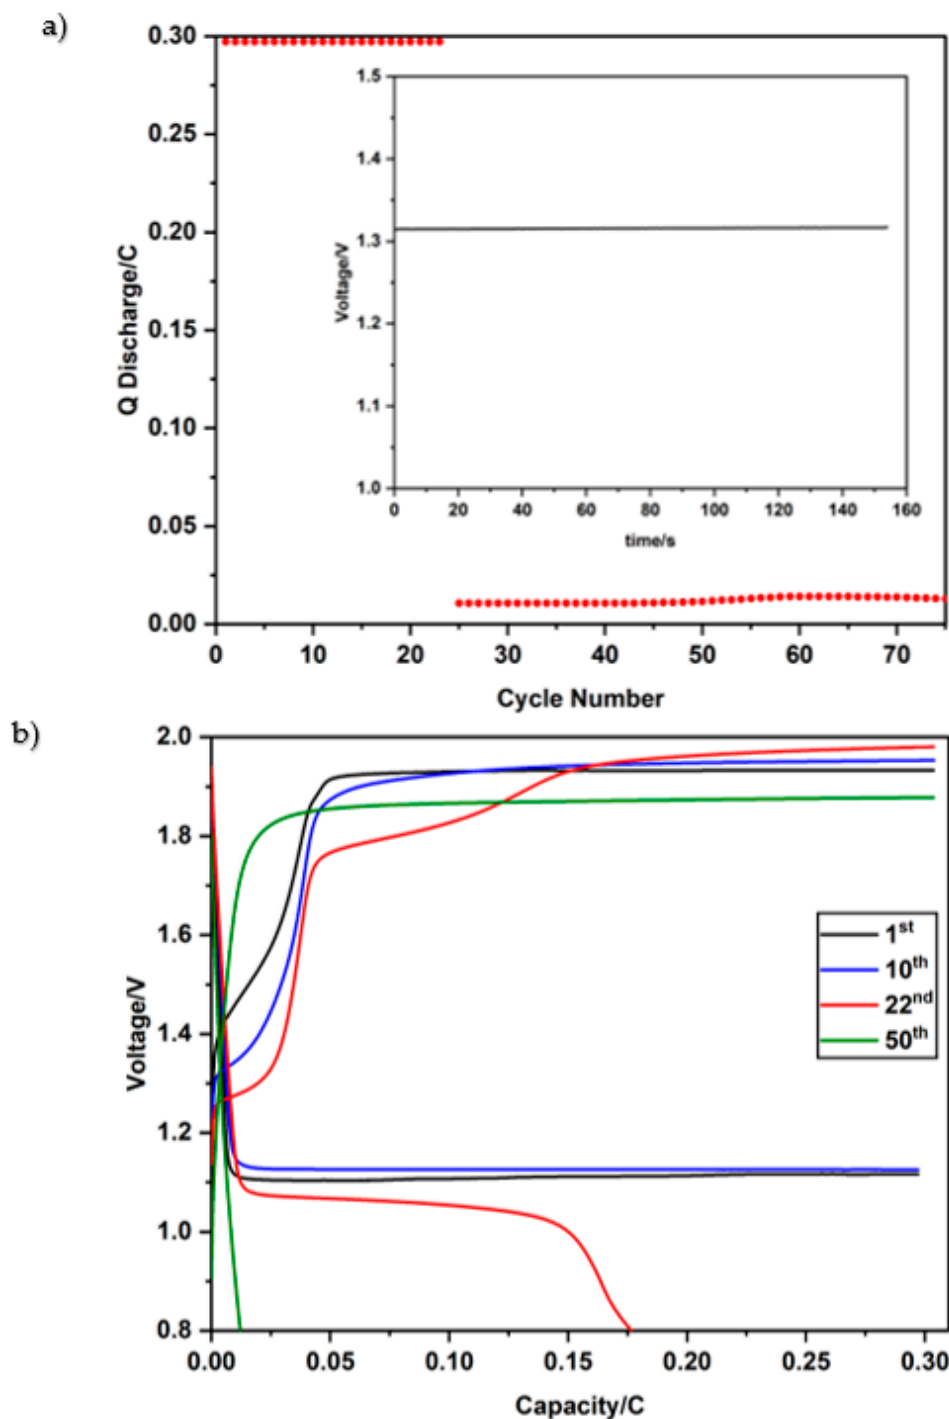 a)
0.30
0.25
0.20
0.15
0.10
0.05
0.00
Q Discharge/C
0 10 20 30 40 50 60 70
Cycle Number
1.5
1.4
1.3
1.2
1.1
1.0
Voltage/V
0 20 40 60 80 100 120 140 160
time/s
b)
2.0
1.8
1.6
1.4
1.2
1.0
0.8
Voltage/V
1st
10th
22nd
50th
0.00 0.05 0.10 0.15 0.20 0.25 0.30
Capacity/C